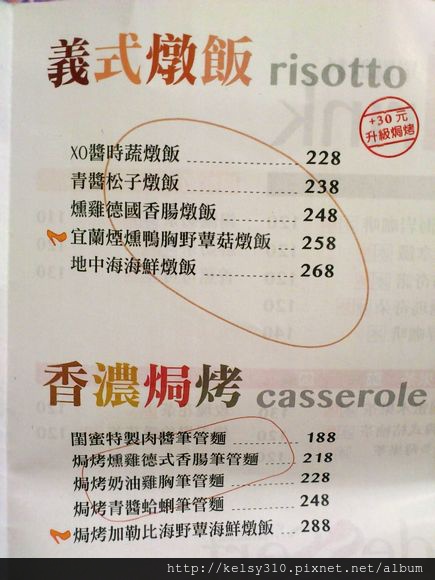 義式燉飯 risotto
+30元
升級焗烤
XO醬時蔬燉飯 228
青醬松子燉飯 238
燻雞德國香腸燉飯 248
宜蘭煙燻鴨胸野蕈菇燉飯 258
地中海海鮮燉飯 268
香濃焗烤 casserole
閨蜜特製肉醬筆管麵 188
焗烤燻雞德式香腸筆管麵 218
焗烤奶油雞胸筆管麵 228
焗烤青醬蛤蜊筆管麵 248
焗烤加勒比海野蕈海鮮燉飯 288
http://kelsy310.pixnet.net/album